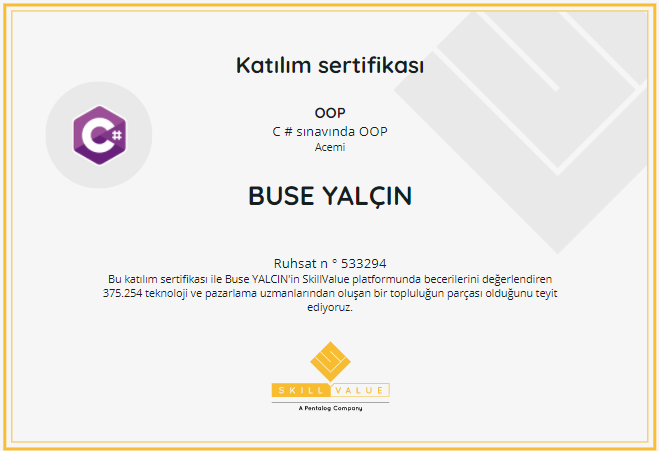 Katılım sertifikası
OOP
C # sınavında OOP
Acemi
BUSE YALÇIN
Ruhsat n ° 533294
Bu katılım sertifikası ile Buse YALCIN'in SkillValue platformunda becerilerini değerlendiren
375.254 teknoloji ve pazarlama uzmanlarından oluşan bir topluluğun parçası olduğunu teyit
ediyoruz.
SKILL VALUE
A Pentalog Company